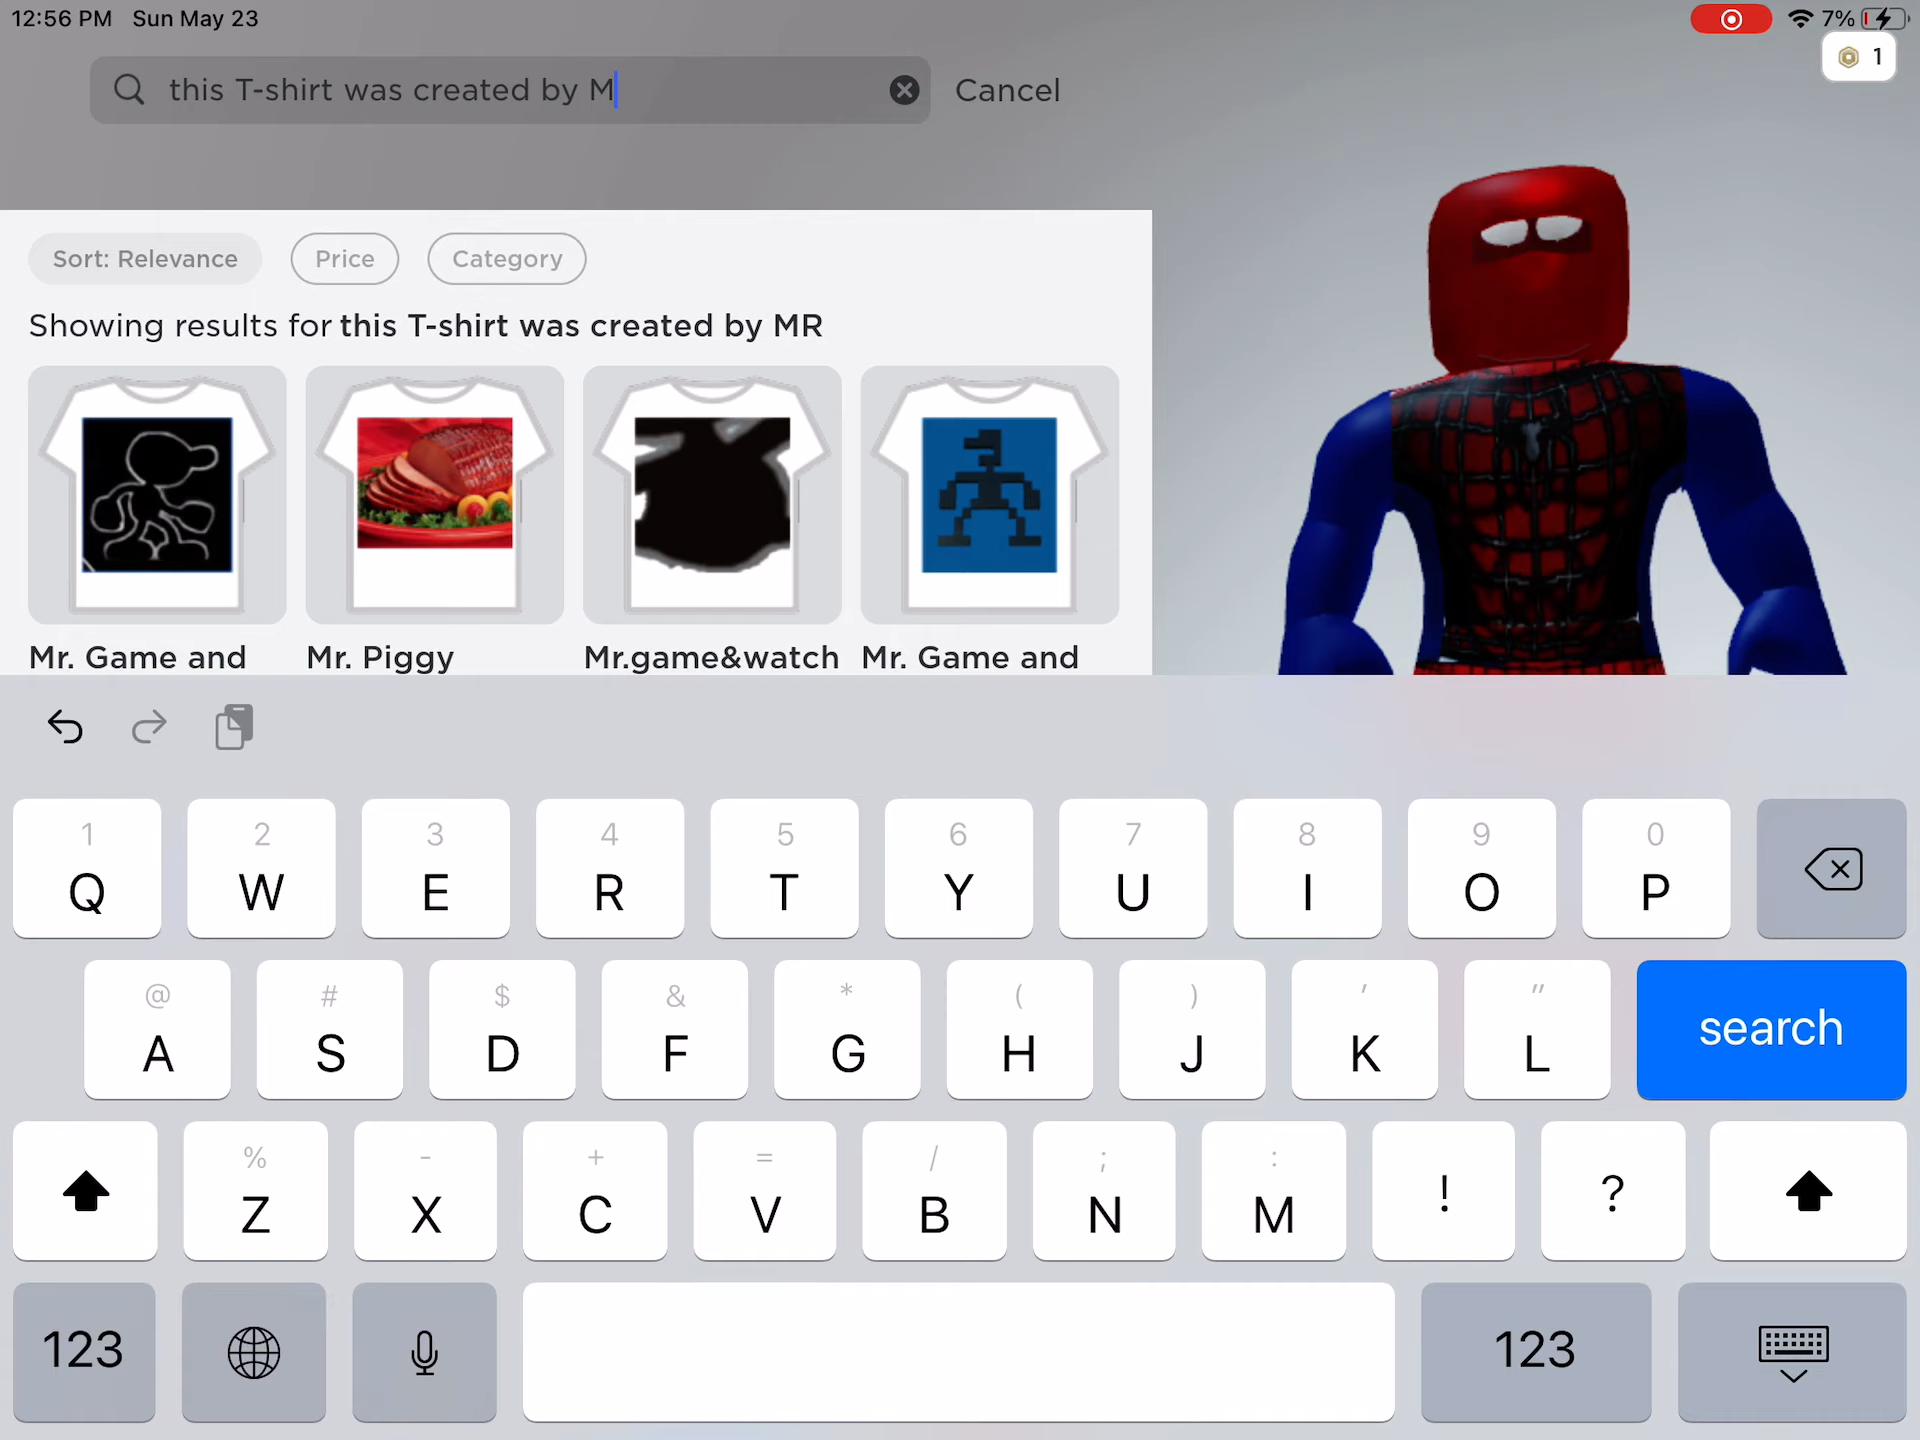 12:56 PM Sun May 23
7%
1
this T-shirt was created by M
Cancel
Sort: Relevance
Price
Category
Showing results for this T-shirt was created by MR
Mr. Game and
Mr. Piggy
Mr.game&watch
Mr. Game and
1 2 3 4 5 6 7 8 9 0
Q W E R T Y U I O P
@ # $ & * ( ) ' "
A S D F G H J K L
search
% - + = / ; :
Z X C V B N M ! ?
123
123